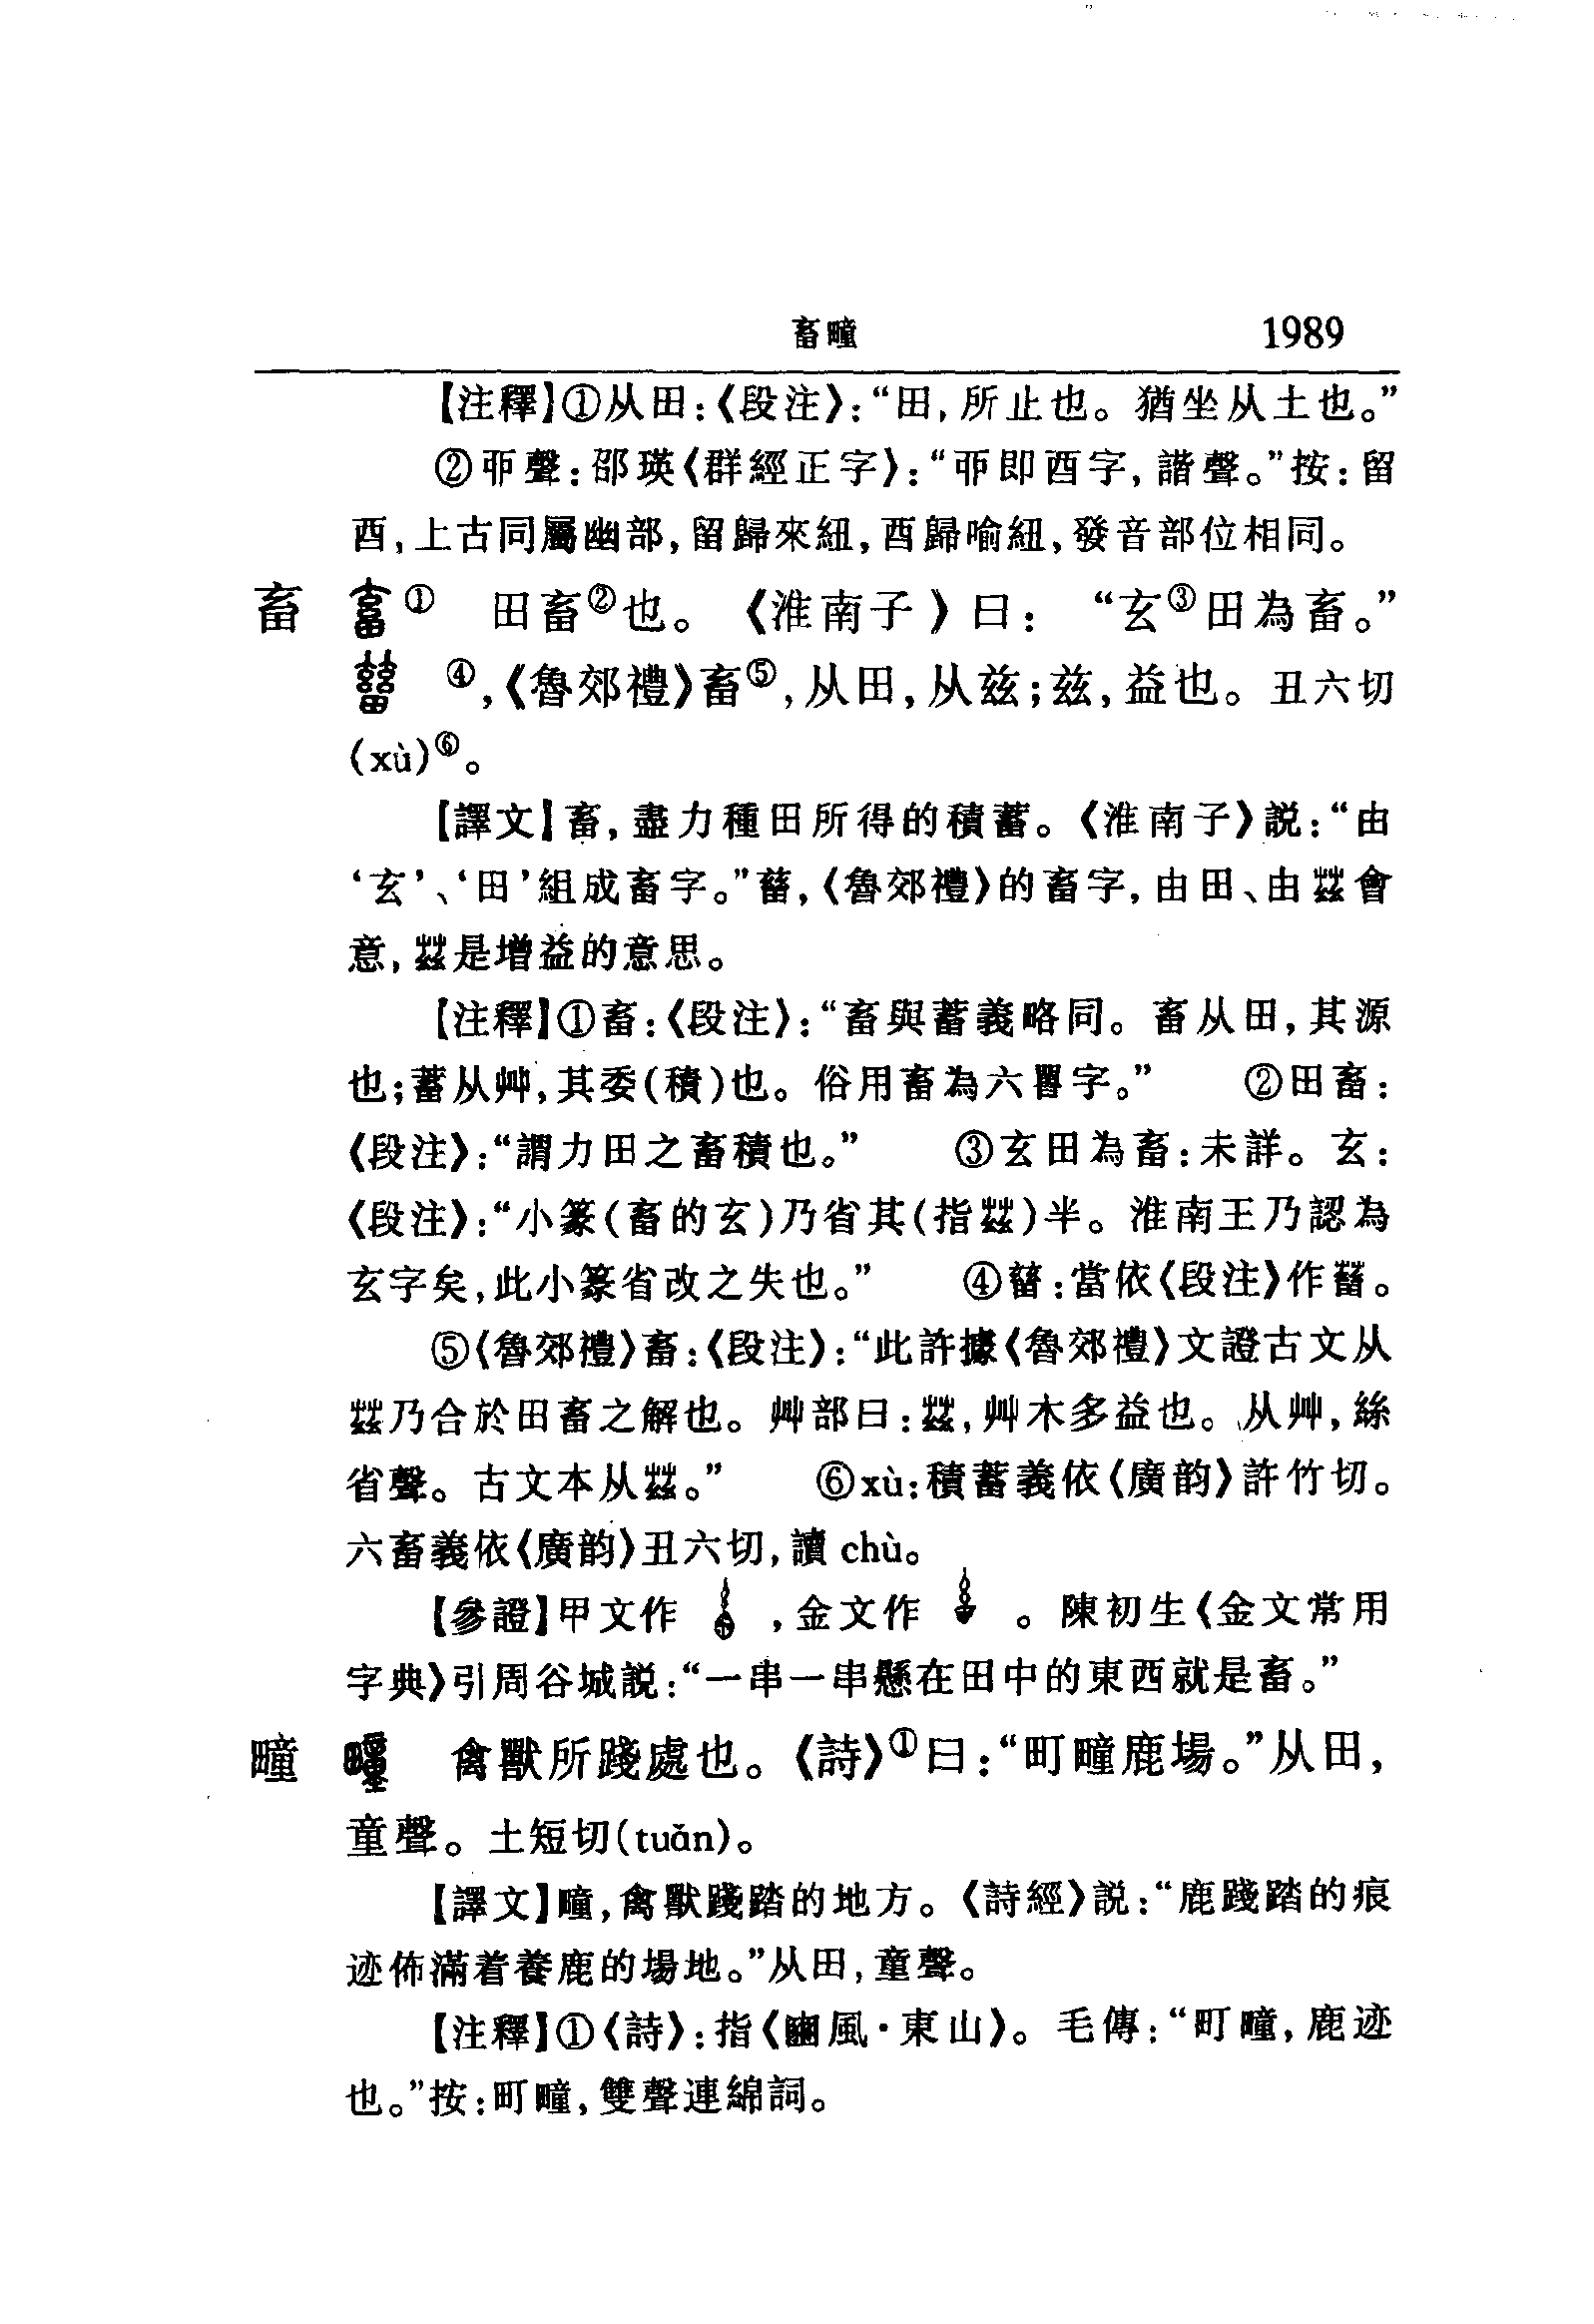 畜疃 1989
【注釋】①从田:《段注》:“田,所止也。猶坐从土也。”
②丣聲:邵瑛《群經正字》:“丣即酉字,諧聲。”按:留
酉,上古同屬幽部,留歸來紐,酉歸喻紐,發音部位相同。
畜 ① 田畜②也。《淮南子》曰:“玄③田為畜。”
④,《魯郊禮》畜⑤,从田,从兹;兹,益也。丑六切
(xù)⑥。
【譯文】畜,盡力種田所得的積蓄。《淮南子》説:“由
‘玄’、‘田’組成畜字。”蓄,《魯郊禮》的畜字,由田、由茲會
意,茲是增益的意思。
【注釋】①畜:《段注》:“畜與蓄義略同。畜从田,其源
也;蓄从艸,其委(積)也。俗用畜為六嘼字。” ②田畜:
《段注》:“謂力田之畜積也。” ③玄田為畜:未詳。玄:
《段注》:“小篆(畜的玄)乃省其(指茲)半。淮南王乃認為
玄字矣,此小篆省改之失也。” ④:當依《段注》作。
⑤《魯郊禮》畜:《段注》:“此許據《魯郊禮》文證古文从
茲乃合於田畜之解也。艸部曰:茲,艸木多益也。从艸,絲
省聲。古文本从茲。” ⑥xù:積蓄義依《廣韵》許竹切。
六畜義依《廣韵》丑六切,讀 chù。
【參證】甲文作 ,金文作 。陳初生《金文常用
字典》引周谷城説:“一串一串懸在田中的東西就是畜。”
疃 禽獸所踐處也。《詩》①曰:“町疃鹿場。”从田,
童聲。土短切(tuǎn)。
【譯文】疃,禽獸踐踏的地方。《詩經》説:“鹿踐踏的痕
迹佈滿着養鹿的場地。”从田,童聲。
【注釋】①《詩》:指《豳風·東山》。毛傳:“町疃,鹿迹
也。”按:町疃,雙聲連綿詞。